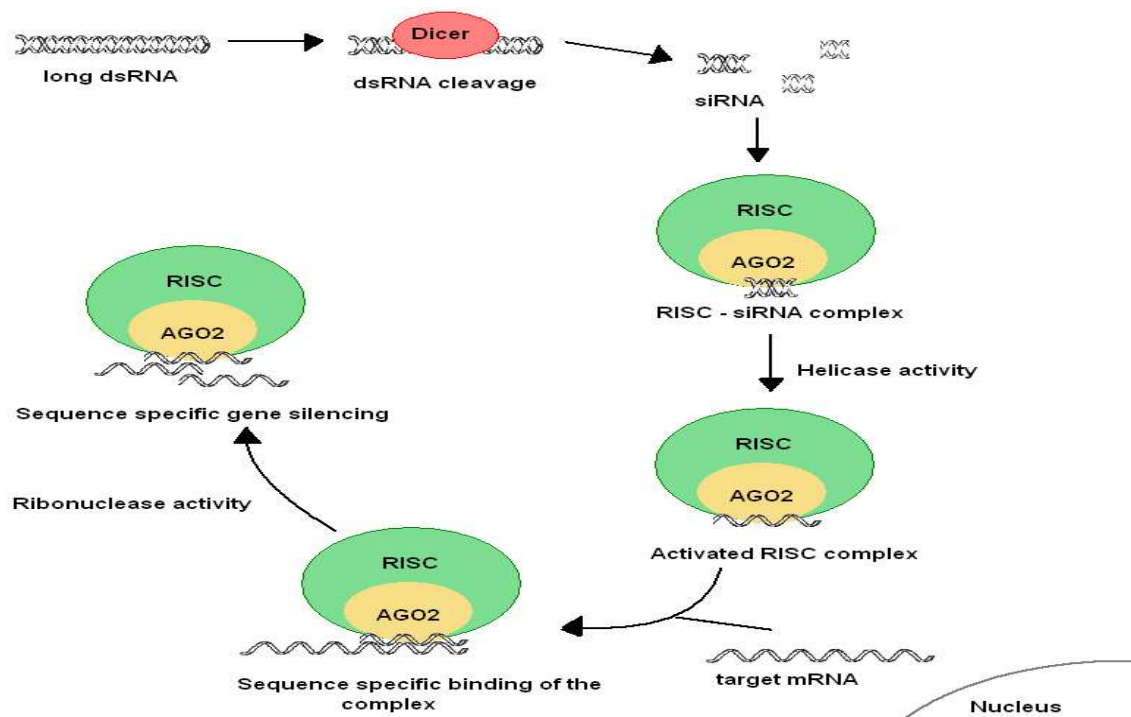 Dicer
long dsRNA
dsRNA cleavage
siRNA
RISC
AGO2
RISC - siRNA complex
Helicase activity
RISC
AGO2
Activated RISC complex
target mRNA
Nucleus
RISC
AGO2
Sequence specific binding of the
complex
Ribonuclease activity
RISC
AGO2
Sequence specific gene silencing